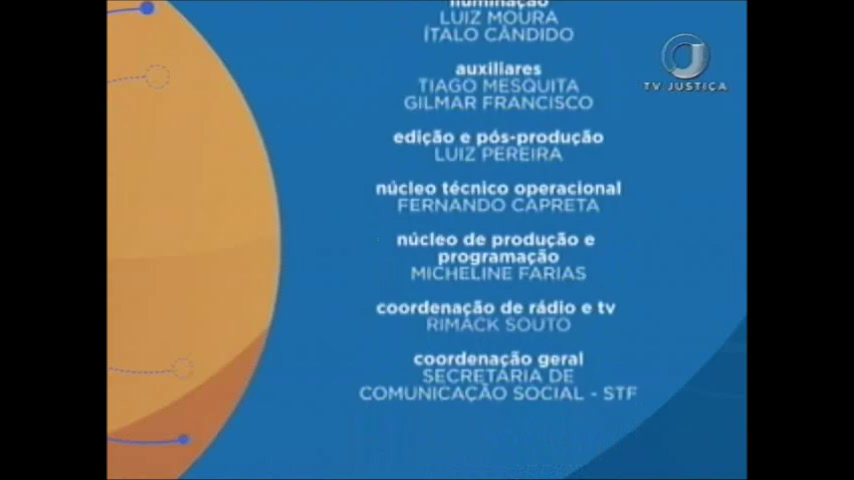 iluminação
LUIZ MOURA
ÍTALO CÂNDIDO
TV JUSTIÇA
auxiliares
TIAGO MESQUITA
GILMAR FRANCISCO
edição e pós-produção
LUIZ PEREIRA
núcleo técnico operacional
FERNANDO CAPRETA
núcleo de produção e
programação
MICHELINE FARIAS
coordenação de rádio e tv
RIMACK SOUTO
coordenação geral
SECRETARIA DE
COMUNICAÇÃO SOCIAL - STF